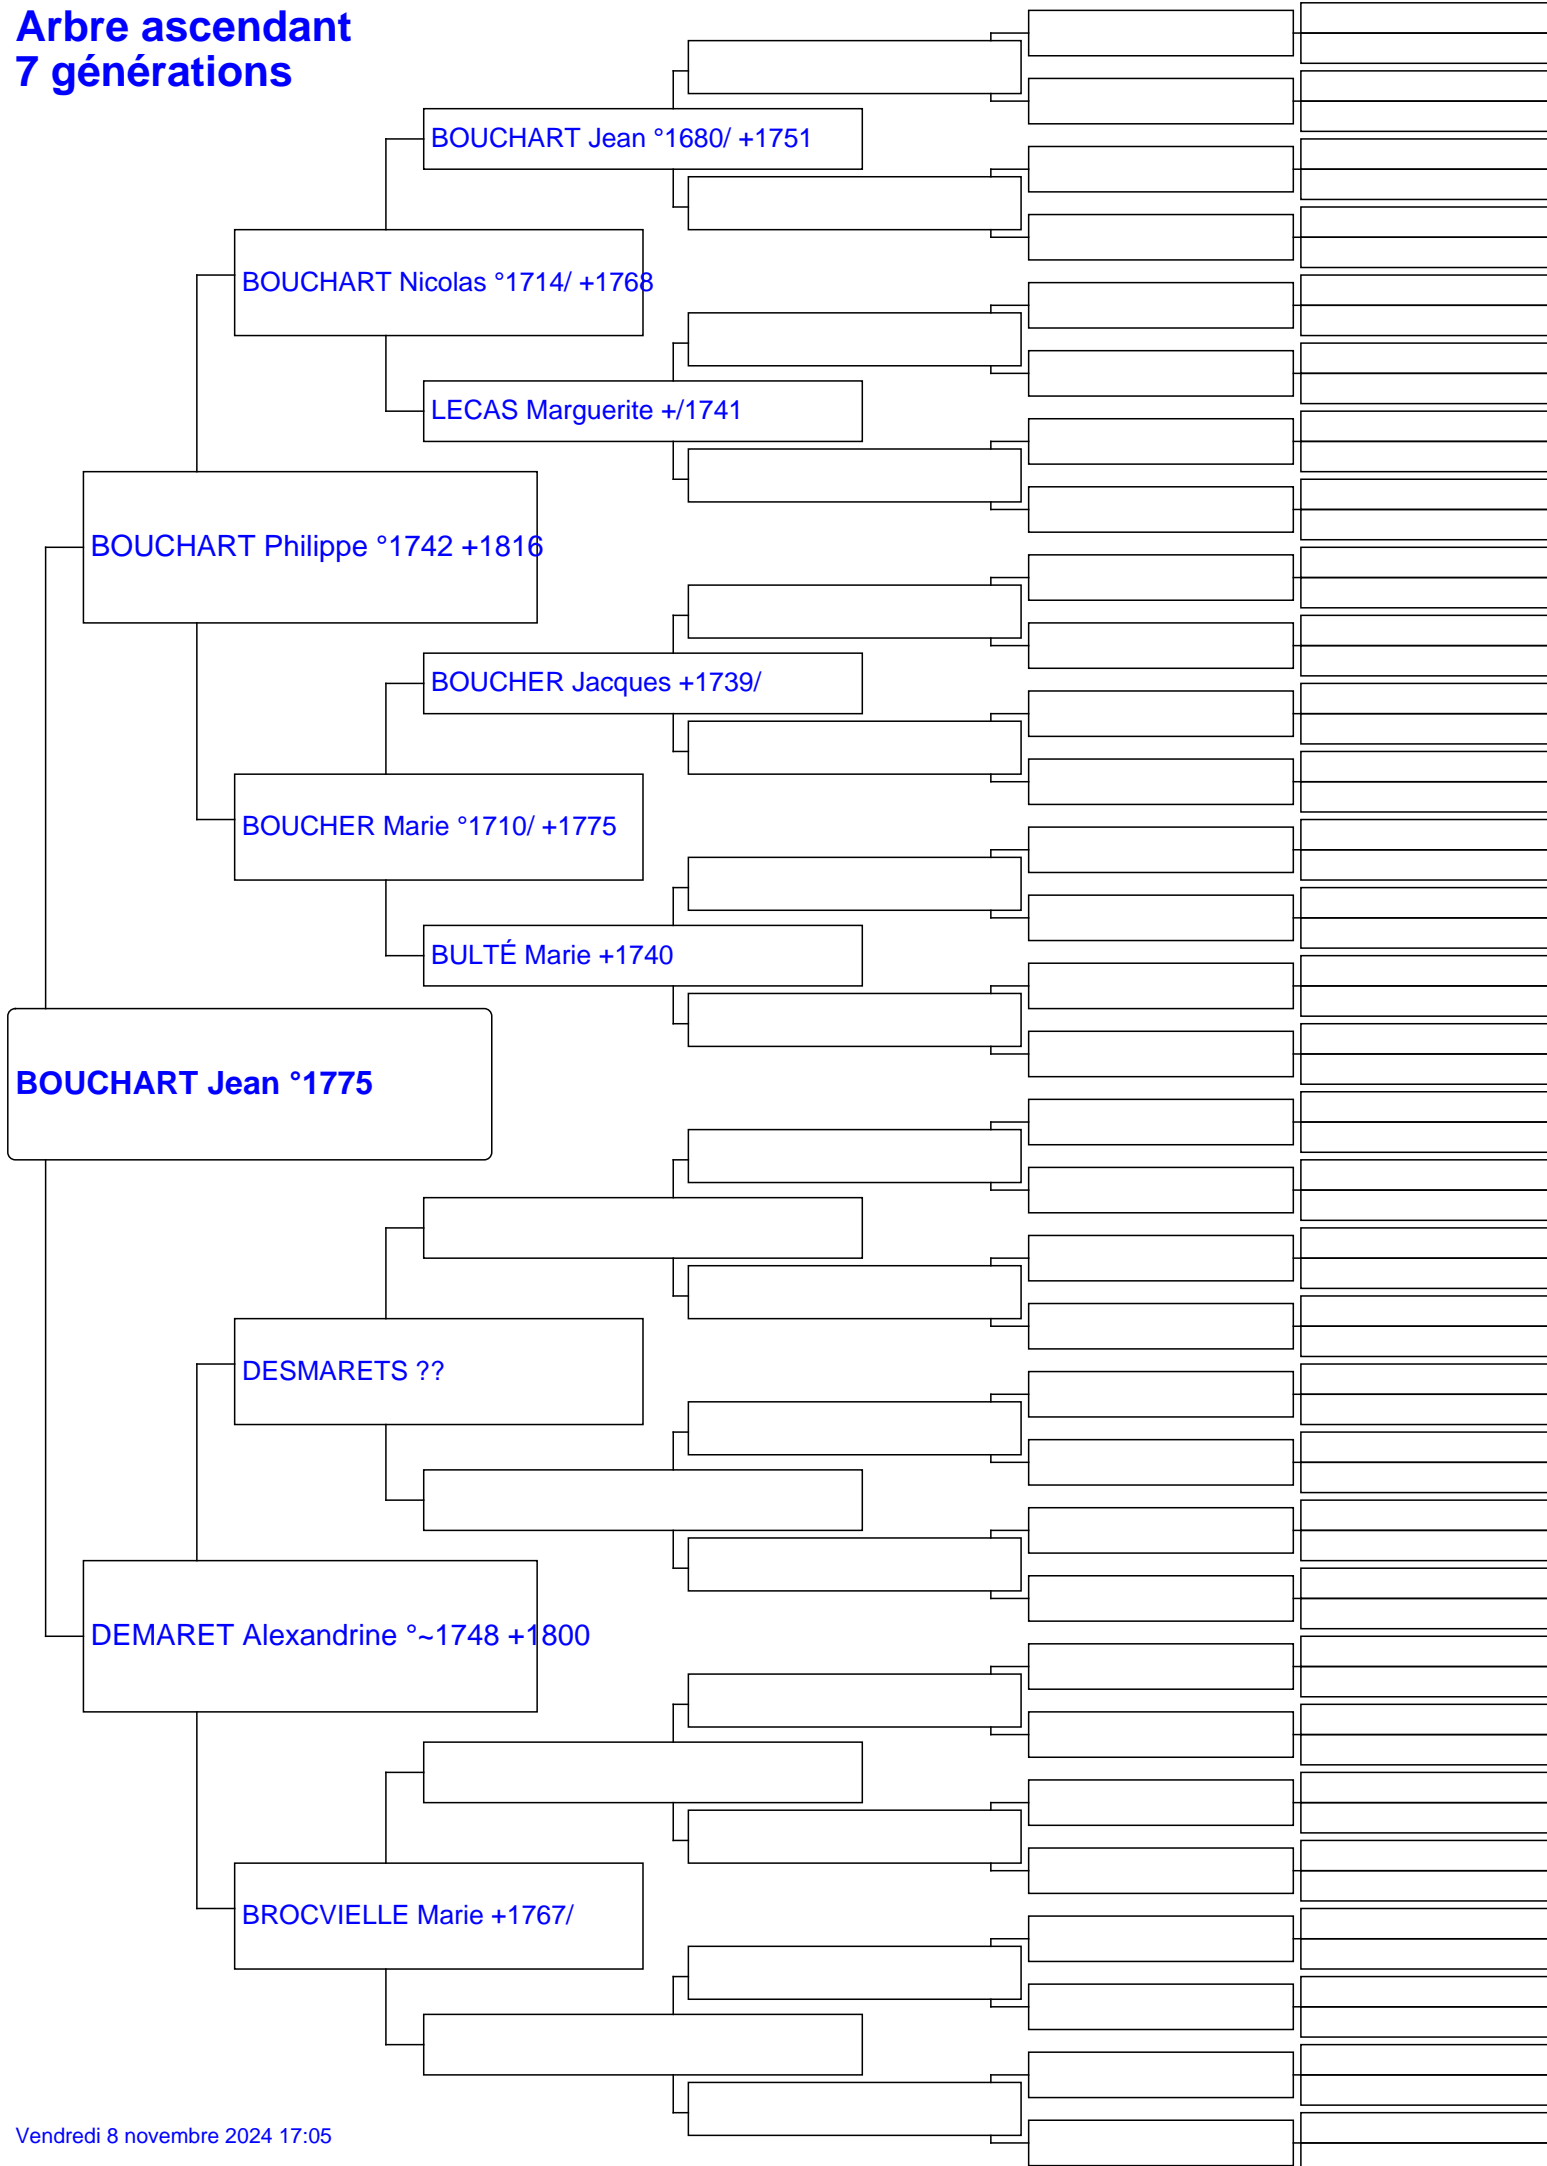 Arbre ascendant
7 générations
BOUCHART Jean °1680/ +1751
BOUCHART Nicolas °1714/ +1768
LECAS Marguerite +/1741
BOUCHART Philippe °1742 +1816
BOUCHER Jacques +1739/
BOUCHER Marie °1710/ +1775
BULTÉ Marie +1740
BOUCHART Jean °1775
DESMARETS ??
DEMARET Alexandrine °~1748 +1800
BROCVIELLE Marie +1767/
Vendredi 8 novembre 2024 17:05